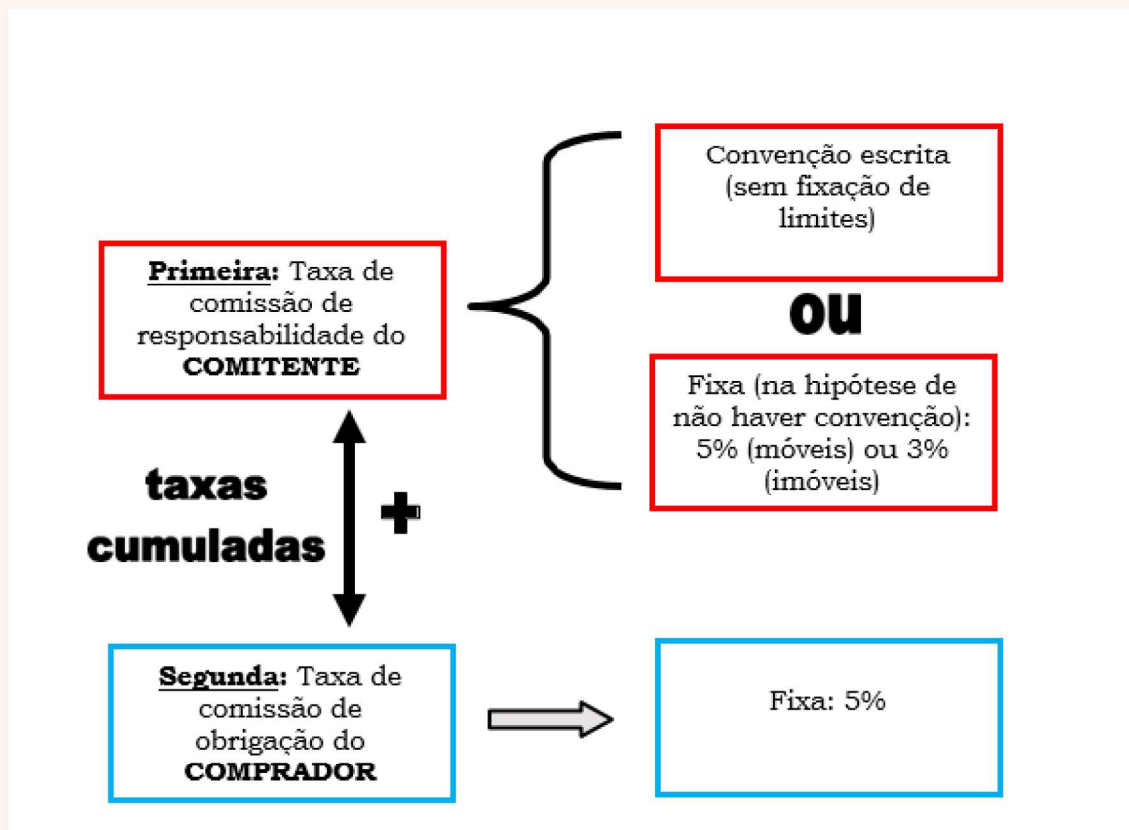 Primeira: Taxa de
comissão de
responsabilidade do
COMITENTE
Convenção escrita
(sem fixação de
limites)
ou
Fixa (na hipótese de
não haver convenção):
5% (móveis) ou 3%
(imóveis)
taxas
cumuladas
+
Segunda: Taxa de
comissão de
obrigação do
COMPRADOR
Fixa: 5%